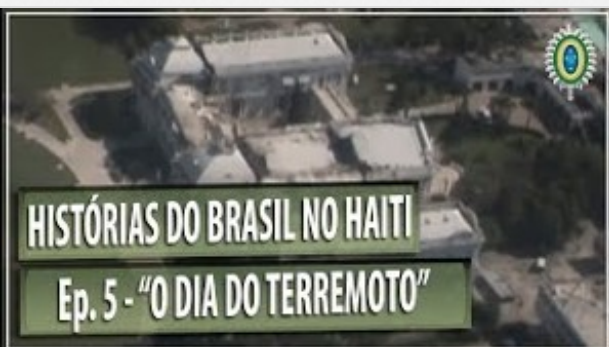 HISTÓRIAS DO BRASIL NO HAITI
Ep. 5 - “O DIA DO TERREMOTO”